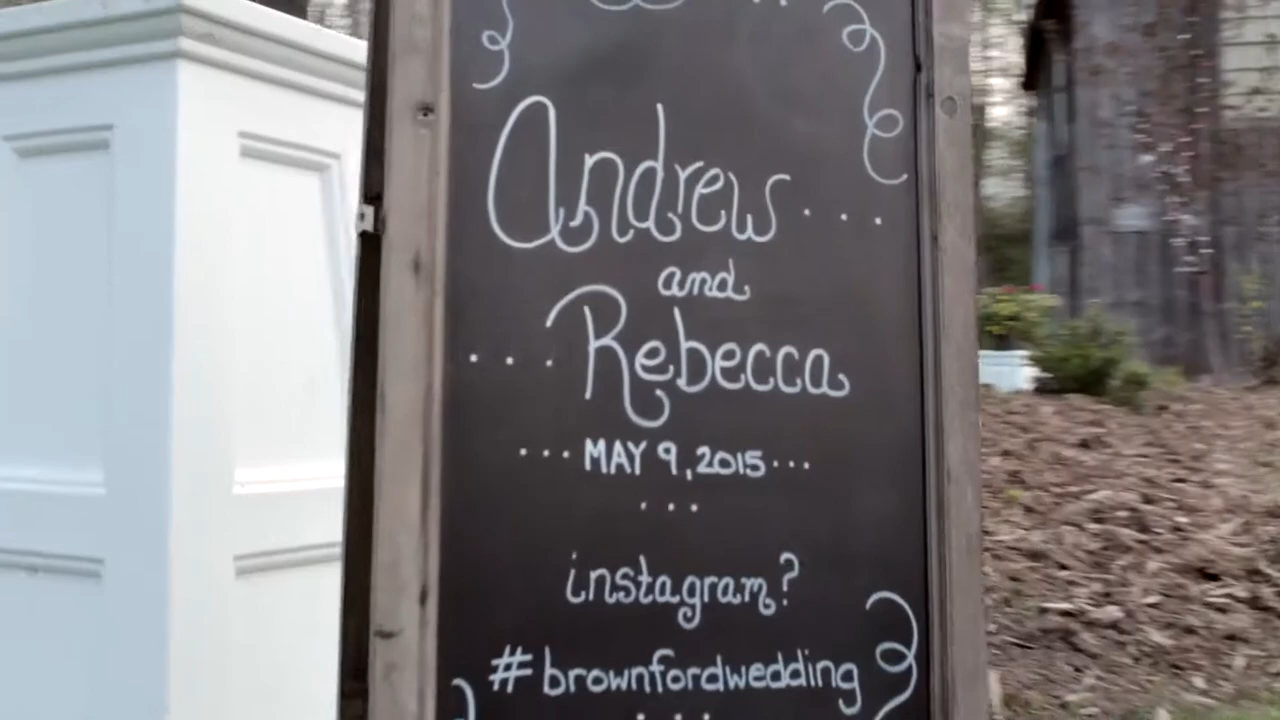 Andrew...
and
...Rebecca
...MAY 9, 2015...
...
instagram?
#brownfordwedding